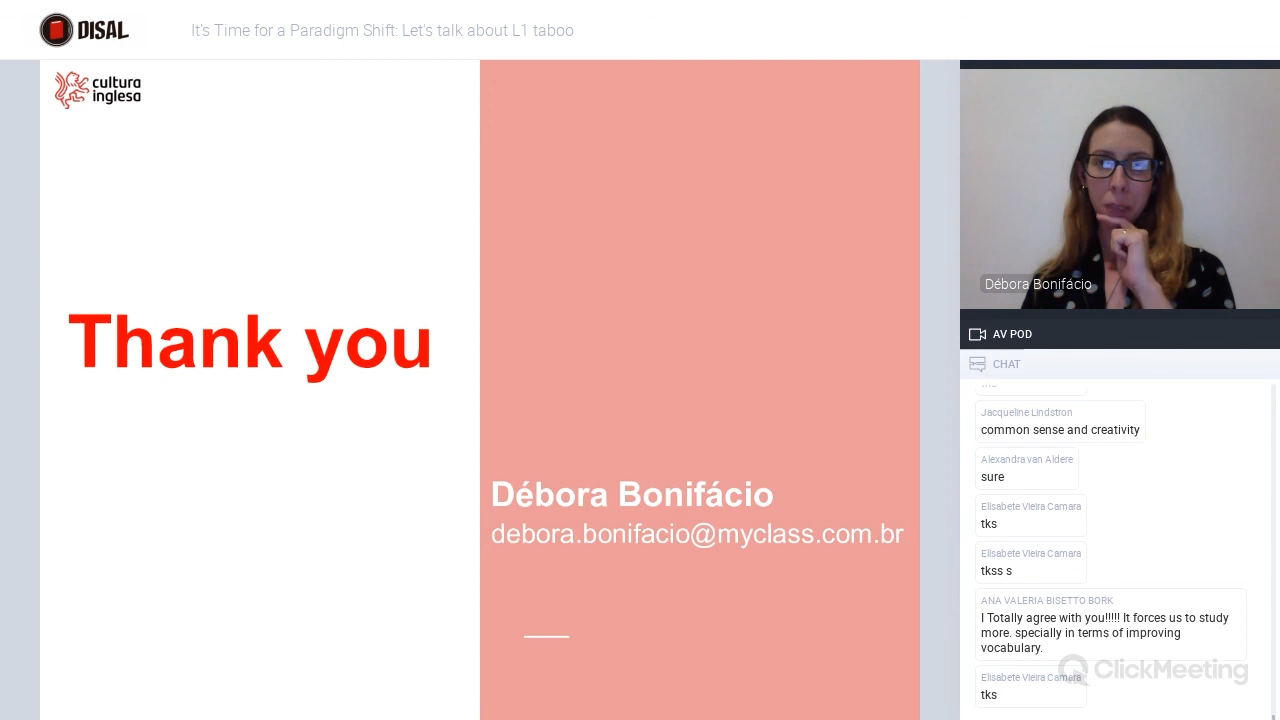 DISAL
It's Time for a Paradigm Shift: Let's talk about L1 taboo
cultura
inglesa
Thank you
Débora Bonifácio
debora.bonifacio@myclass.com.br
Débora Bonifácio
AV POD
CHAT
Jacqueline Lindstron
common sense and creativity
Alexandra van Aldere
sure
Elisabete Vieira Camara
tks
Elisabete Vieira Camara
tkss s
ANA VALERIA BISETTO BORK
I Totally agree with you!!!!! It forces us to study
more. specially in terms of improving
vocabulary.
ClickMeeting
Elisabete Vieira Camara
tks